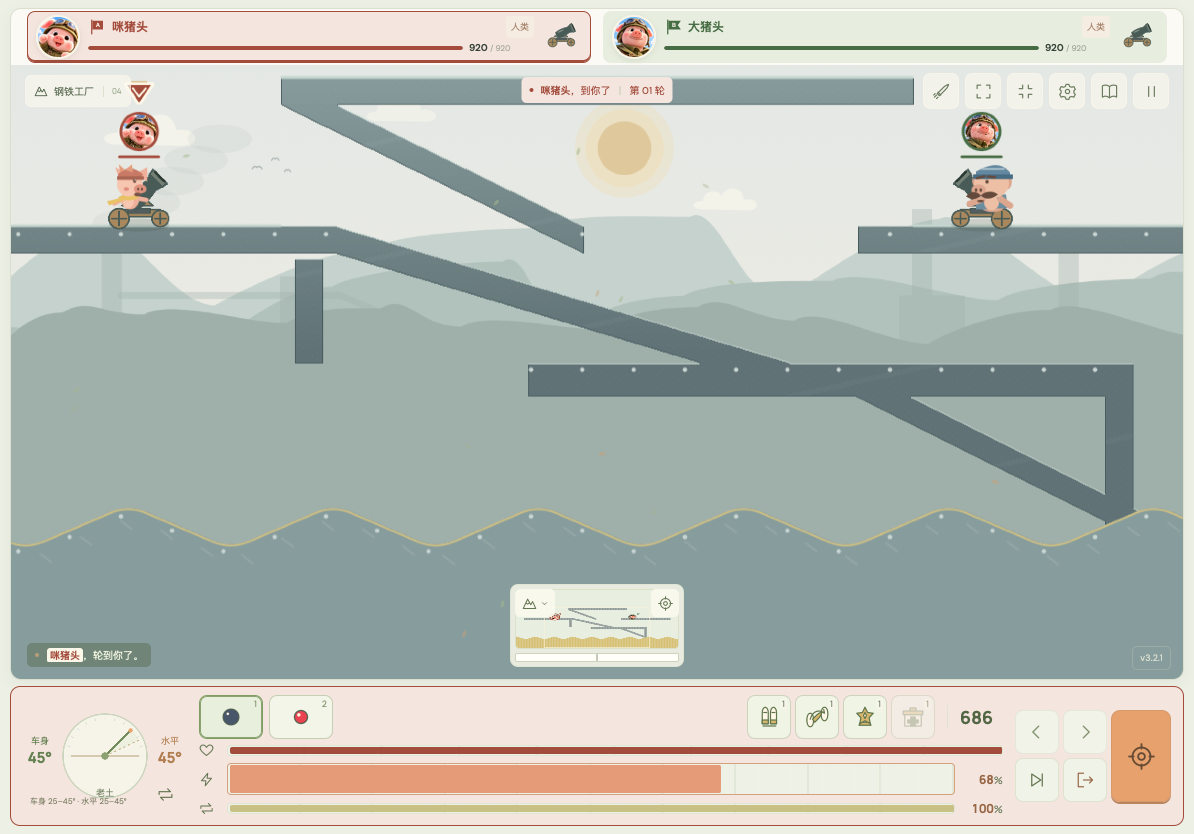 咪猪头
人类
920 / 920
大猪头
人类
920 / 920
钢铁工厂 04
咪猪头，到你了 | 第 01 轮
咪猪头，轮到你了。
v3.2.1
1
2
1
1
1
1
686
车身
45°
水平
45°
老土
车身 25–45° · 水平 25–45°
68%
100%